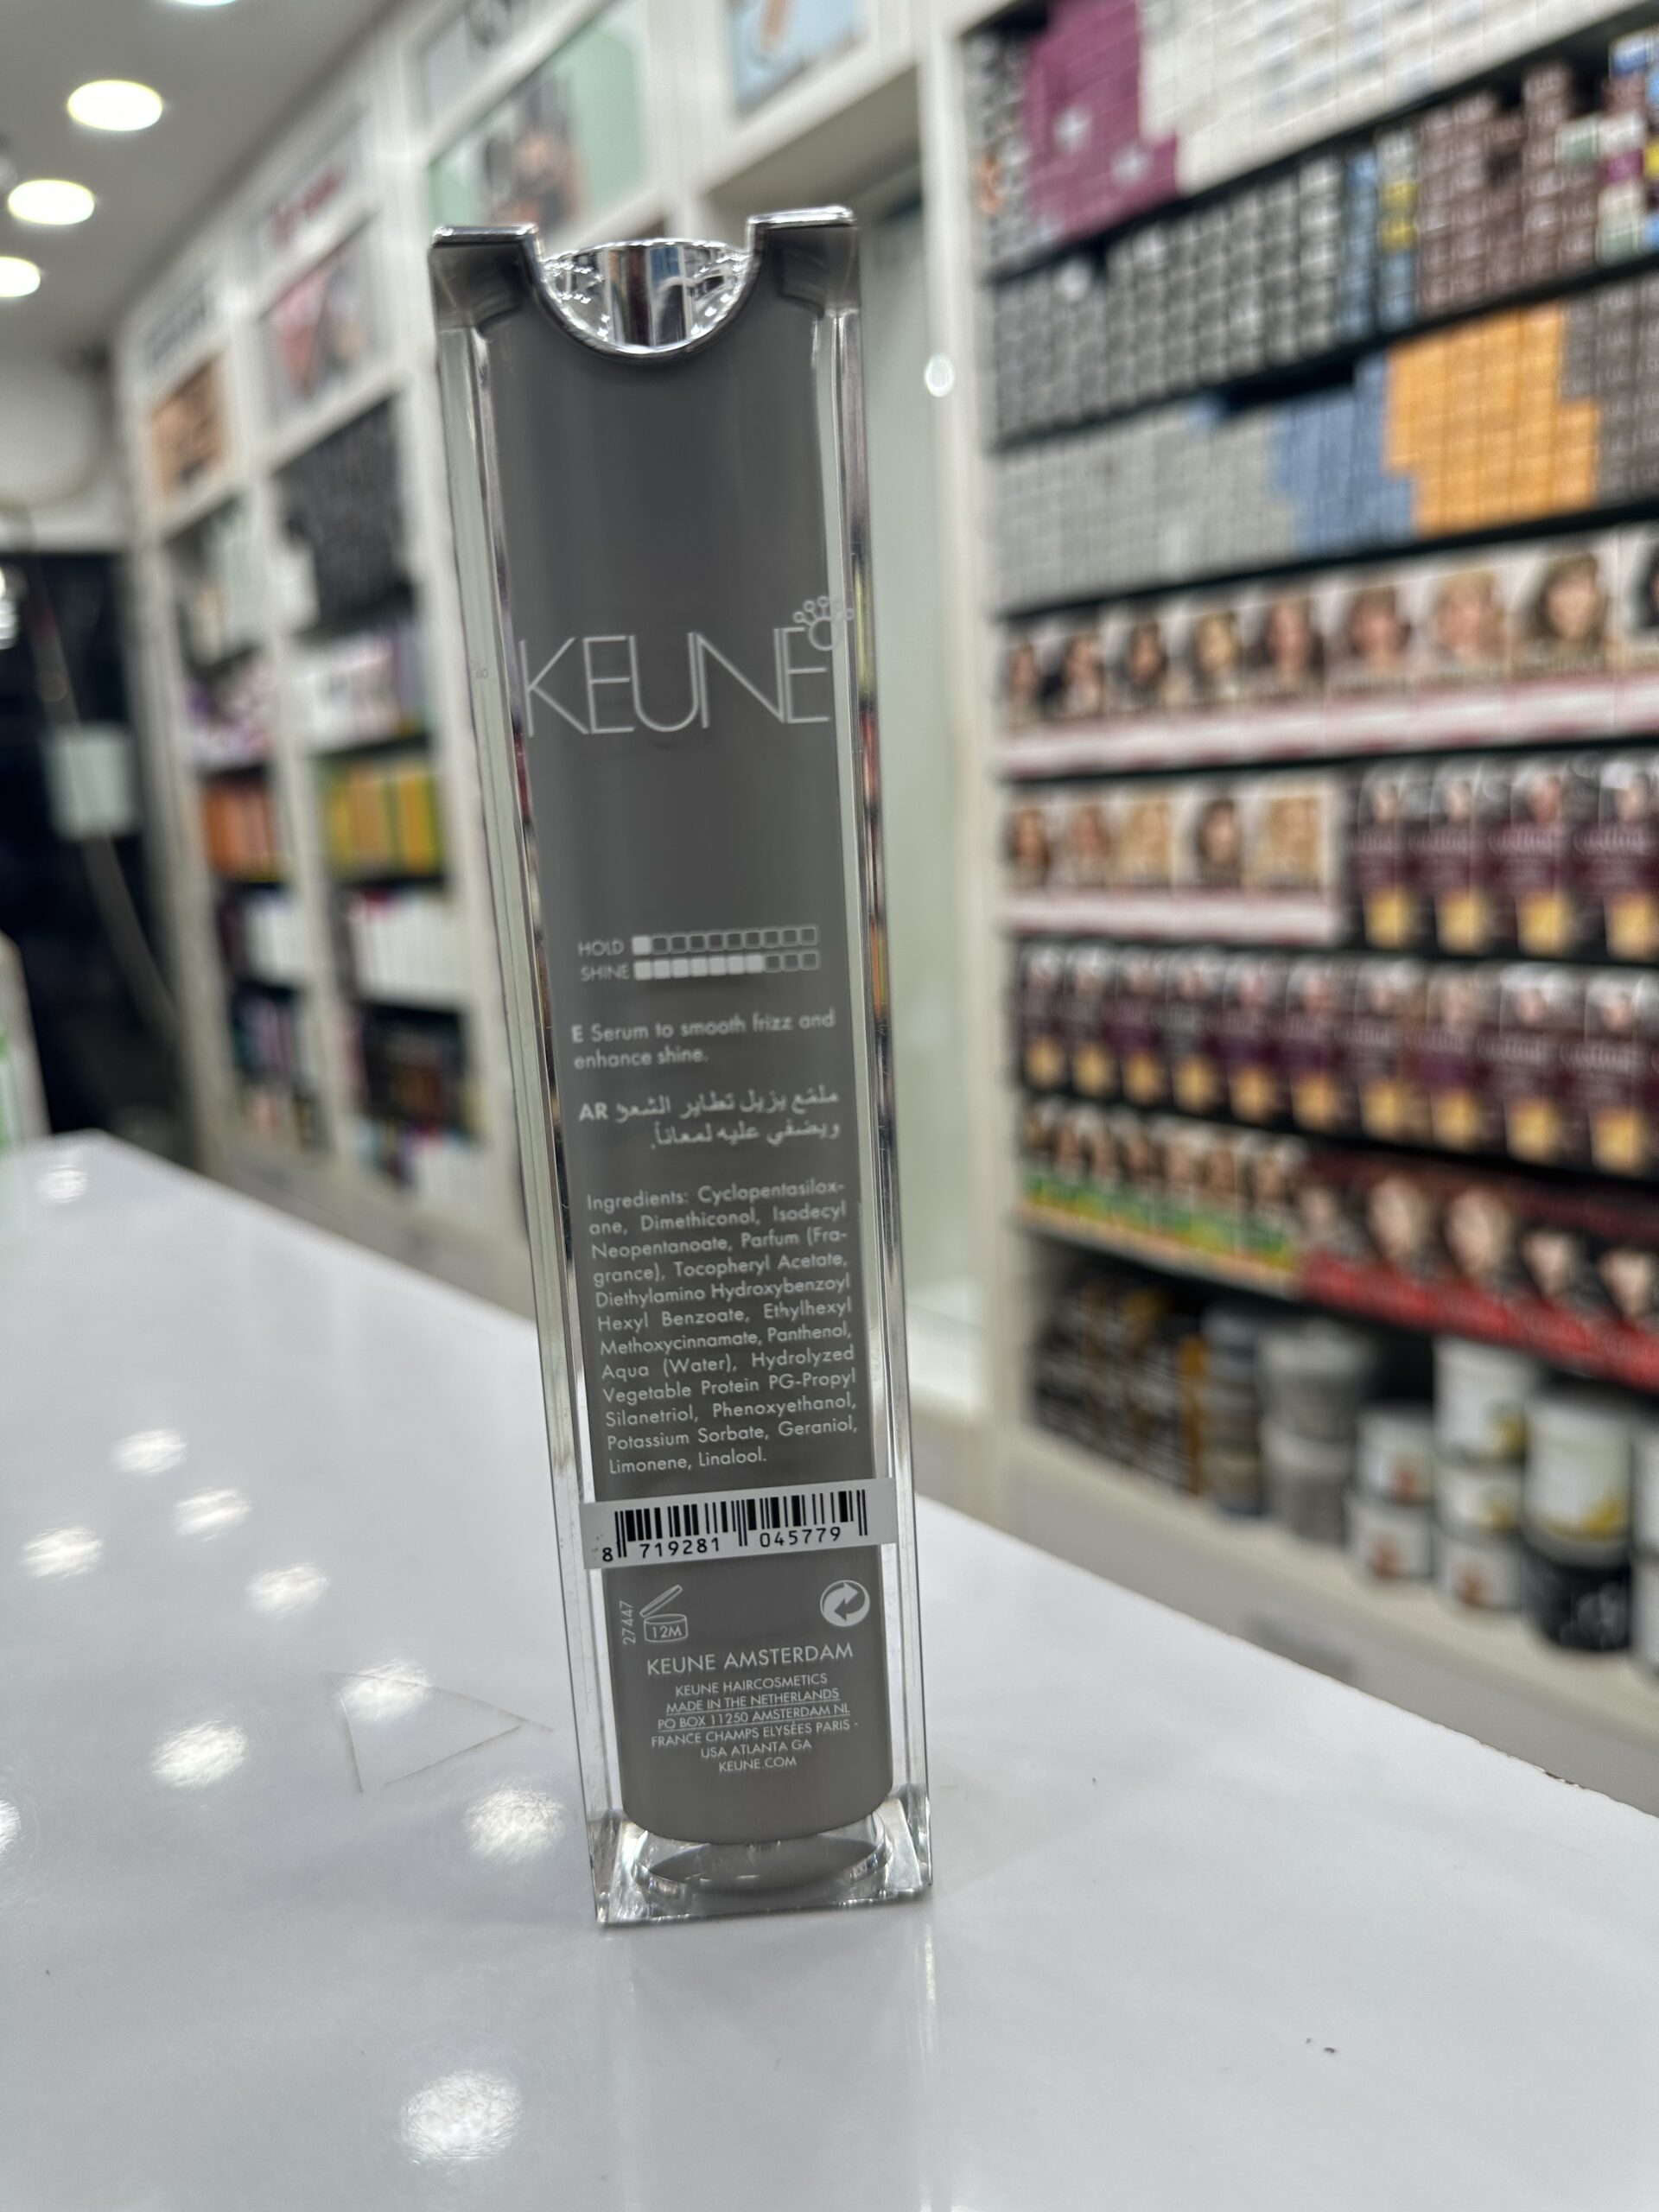 KEUNE
HOLD
SHINE
E Serum to smooth frizz and
enhance shine.
AR ملمّع يزيل تطاير الشعر
ويضفي عليه لمعاناً.
Ingredients: Cyclopentasilox-
ane, Dimethiconol, Isodecyl
Neopentanoate, Parfum (Fra-
grance), Tocopheryl Acetate,
Diethylamino Hydroxybenzoyl
Hexyl Benzoate, Ethylhexyl
Methoxycinnamate, Panthenol,
Aqua (Water), Hydrolyzed
Vegetable Protein PG-Propyl
Silanetriol, Phenoxyethanol,
Potassium Sorbate, Geraniol,
Limonene, Linalool.
8 719281 045779
27447
12M
KEUNE AMSTERDAM
KEUNE HAIRCOSMETICS
MADE IN THE NETHERLANDS
PO BOX 11250 AMSTERDAM NL
FRANCE CHAMPS ELYSÉES PARIS -
USA ATLANTA GA
KEUNE.COM